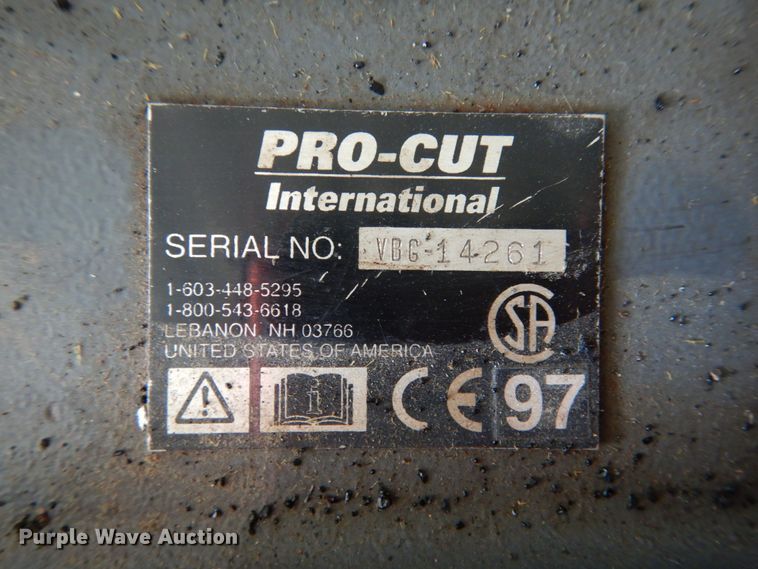 PRO-CUT
International
SERIAL NO: VBG-14261
1-603-448-5295
1-800-543-6618
LEBANON, NH 03766
UNITED STATES OF AMERICA
SA
i CE 97
Purple Wave Auction